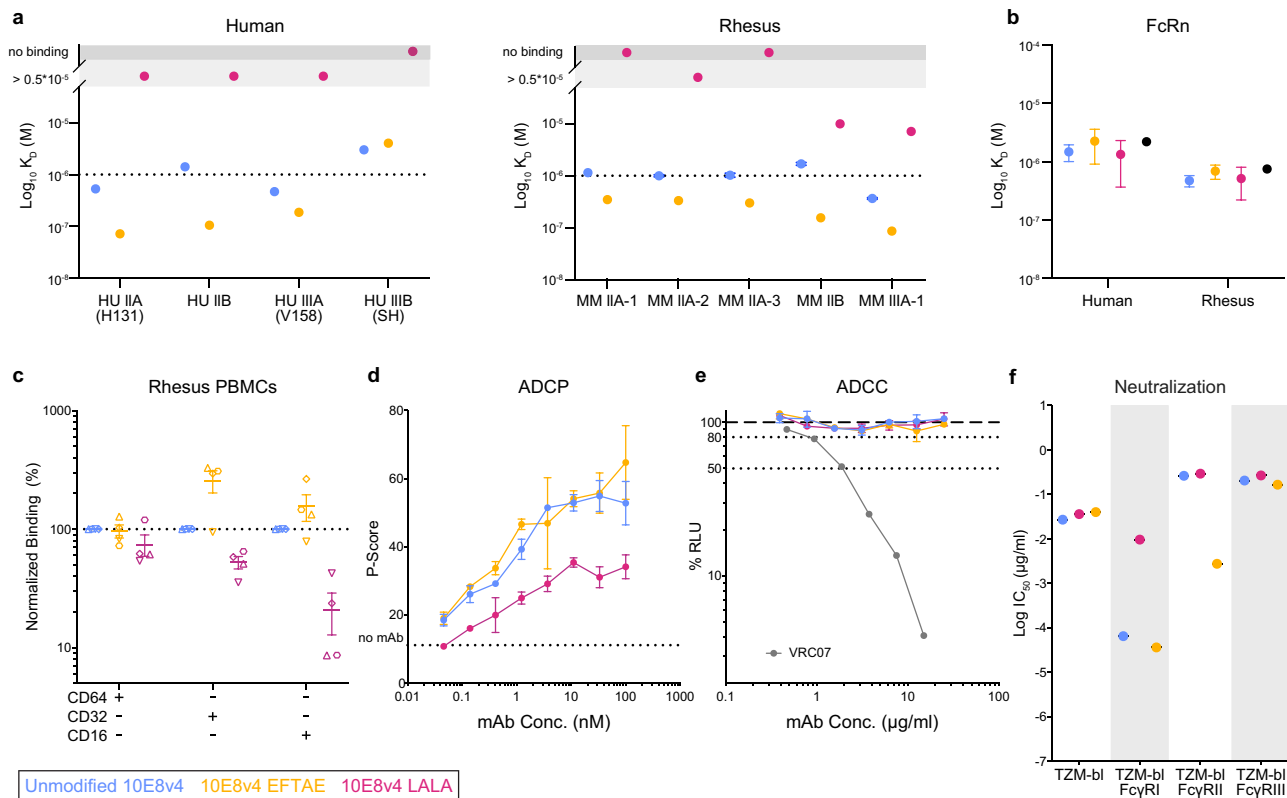 a
Human
no binding
> 0.5*10⁻⁵
Log₁₀ K_D (M)
10⁻⁵
10⁻⁶
10⁻⁷
10⁻⁸
HU IIA (H131)
HU IIB
HU IIIA (V158)
HU IIIB (SH)
Rhesus
no binding
> 0.5*10⁻⁵
Log₁₀ K_D (M)
10⁻⁵
10⁻⁶
10⁻⁷
10⁻⁸
MM IIA-1
MM IIA-2
MM IIA-3
MM IIB
MM IIIA-1
b
FcRn
Log₁₀ K_D (M)
10⁻⁴
10⁻⁵
10⁻⁶
10⁻⁷
10⁻⁸
Human
Rhesus
c
Rhesus PBMCs
Normalized Binding (%)
1000
100
10
CD64 + - -
CD32 - + -
CD16 - - +
d
ADCP
P-Score
80
60
40
20
no mAb
0
0.01 0.1 1 10 100 1000
mAb Conc. (nM)
e
ADCC
% RLU
100
80
50
10
VRC07
0.1 1 10 100
mAb Conc. (µg/ml)
f
Neutralization
Log IC₅₀ (µg/ml)
0
-1
-2
-3
-4
-5
-6
-7
TZM-bl
TZM-bl FcγRI
TZM-bl FcγRII
TZM-bl FcγRIII
Unmodified 10E8v4 10E8v4 EFTAE 10E8v4 LALA